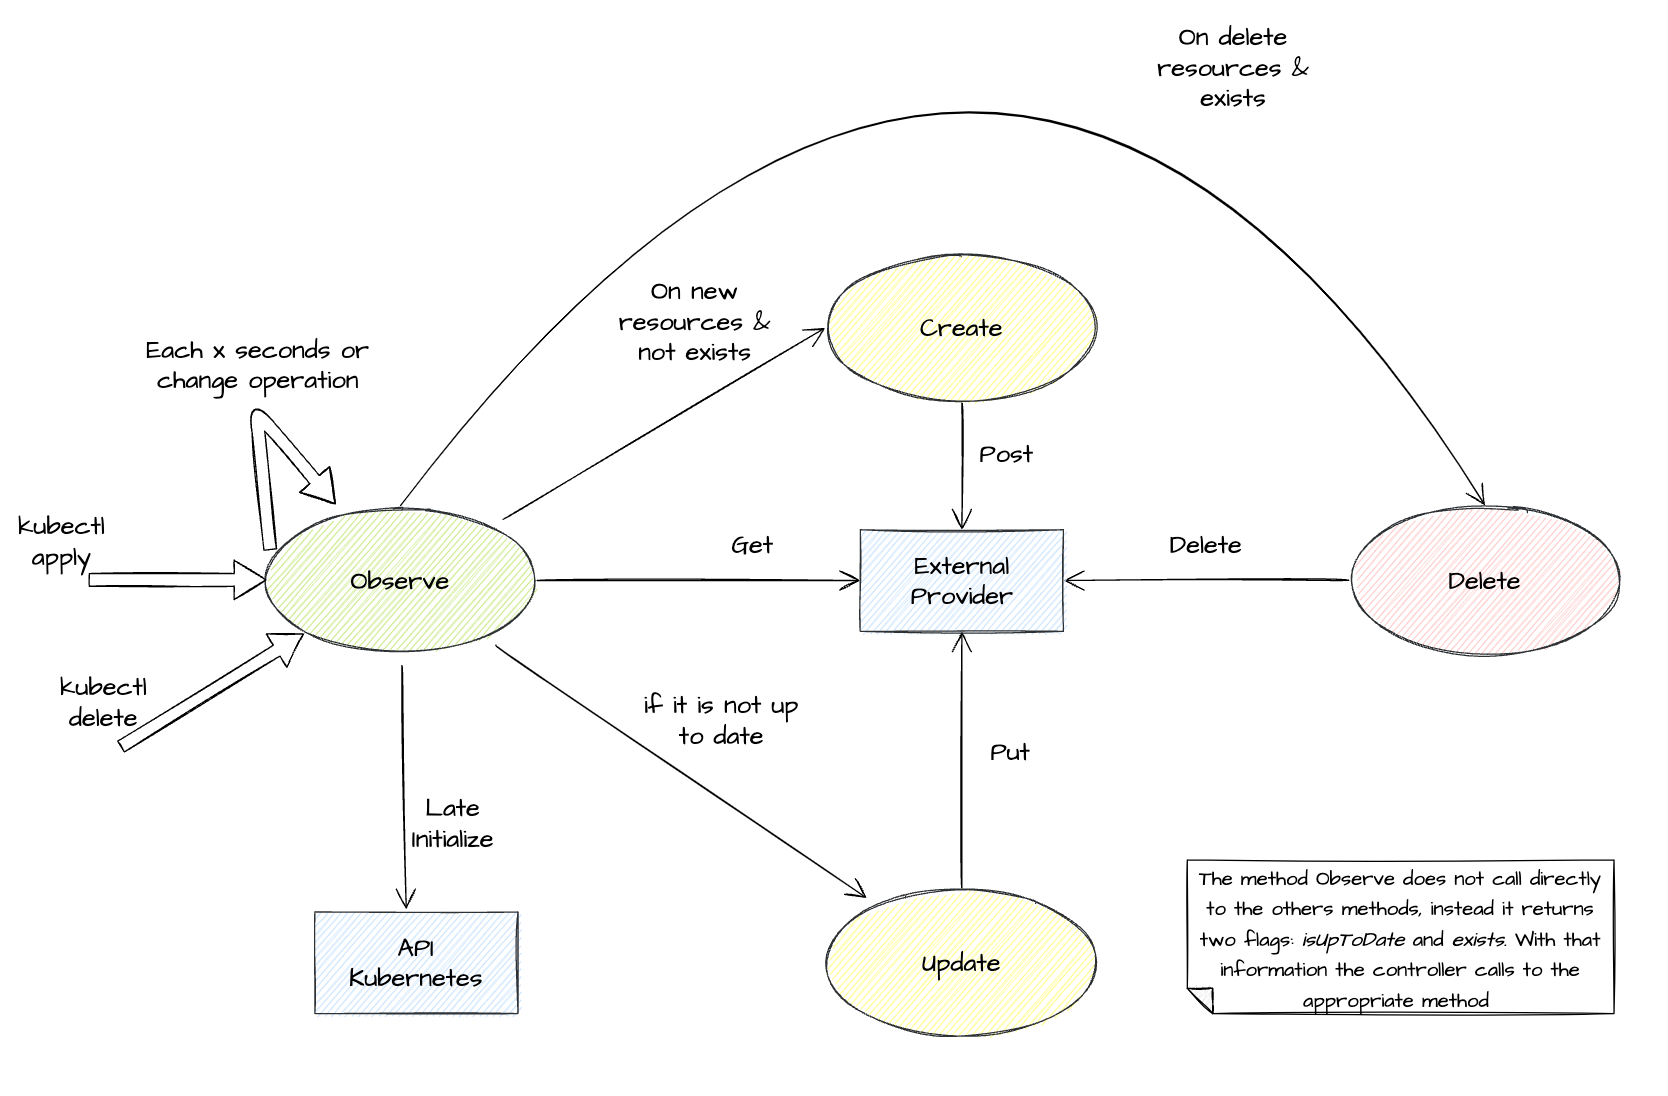 On delete
resources &
exists
On new
resources &
not exists
Create
Each x seconds or
change operation
Post
kubectl
apply
Observe
Get
External
Provider
Delete
Delete
kubectl
delete
if it is not up
to date
Put
Late
Initialize
API
Kubernetes
Update
The method Observe does not call directly
to the others methods, instead it returns
two flags: isUpToDate and exists. With that
information the controller calls to the
appropriate method